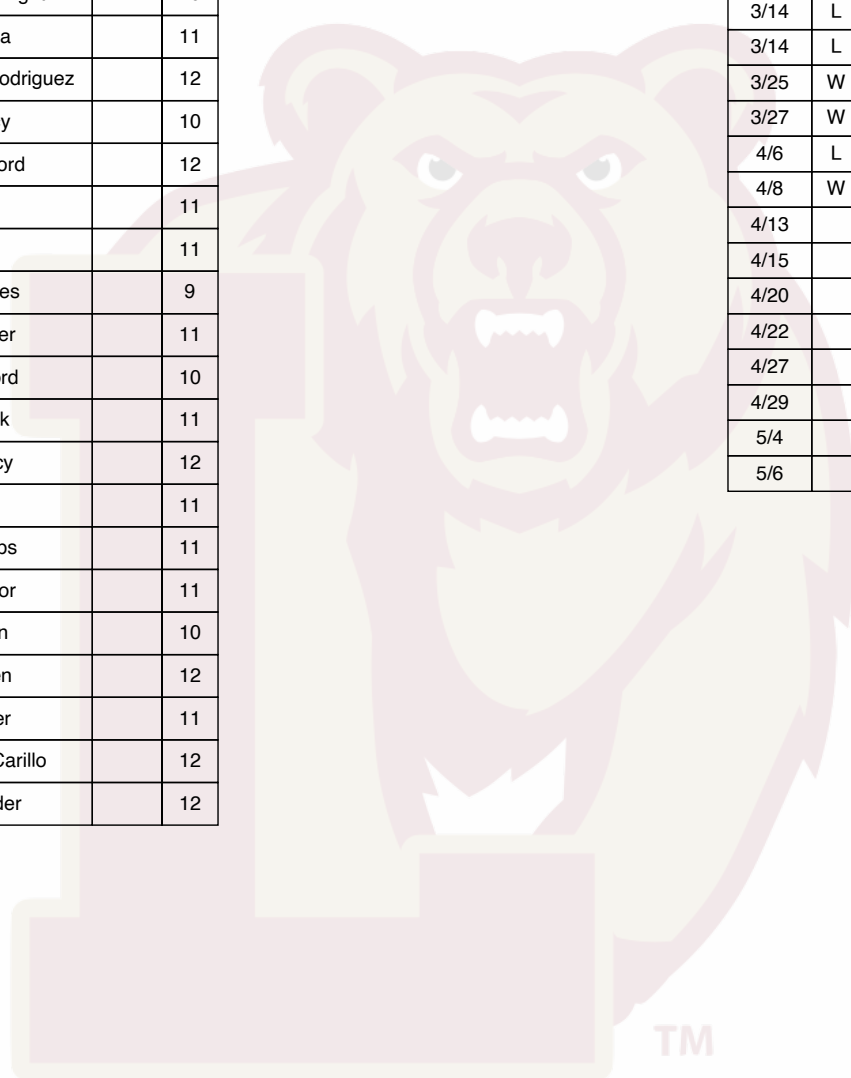 a 11
odriguez 12
y 10
ord 12
11
11
es 9
er 11
rd 10
k 11
cy 12
11
os 11
or 11
n 10
en 12
er 11
Carillo 12
der 12
3/14 L
3/14 L
3/25 W
3/27 W
4/6 L
4/8 W
4/13
4/15
4/20
4/22
4/27
4/29
5/4
5/6
L
TM